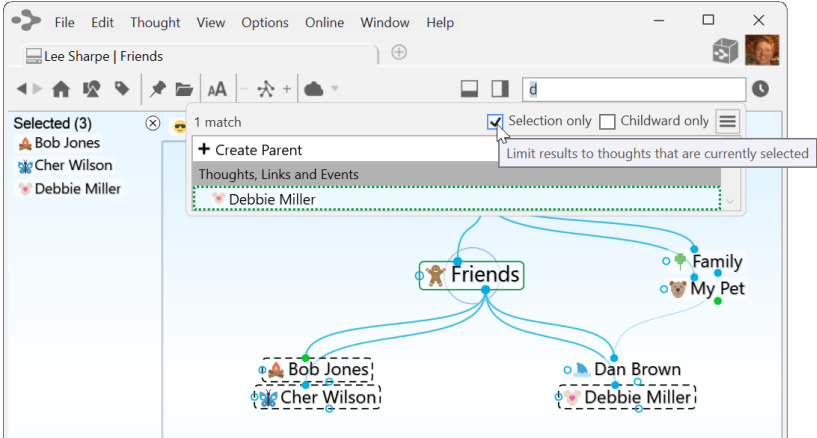 File Edit Thought View Options Online Window Help
Lee Sharpe | Friends
AA
d
Selected (3)
Bob Jones
Cher Wilson
Debbie Miller
1 match
Selection only
Childward only
Create Parent
Limit results to thoughts that are currently selected
Thoughts, Links and Events
Debbie Miller
Friends
Family
My Pet
Bob Jones
Dan Brown
Cher Wilson
Debbie Miller